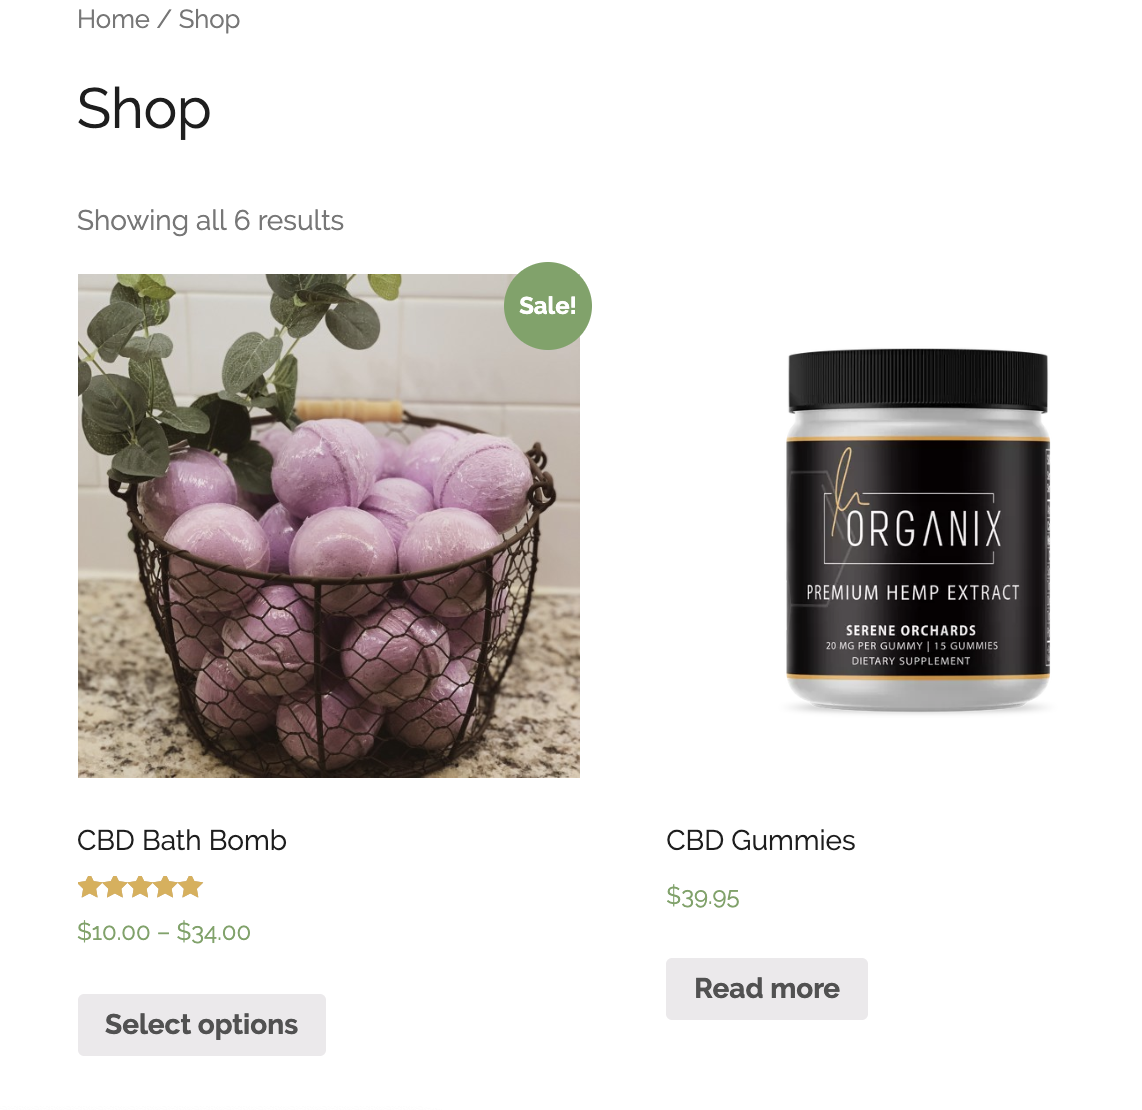 Home / Shop
Shop
Showing all 6 results
Sale!
ORGANIX
PREMIUM HEMP EXTRACT
SERENE ORCHARDS
20 MG PER GUMMY | 15 GUMMIES
DIETARY SUPPLEMENT
CBD Bath Bomb
$10.00 – $34.00
Select options
CBD Gummies
$39.95
Read more